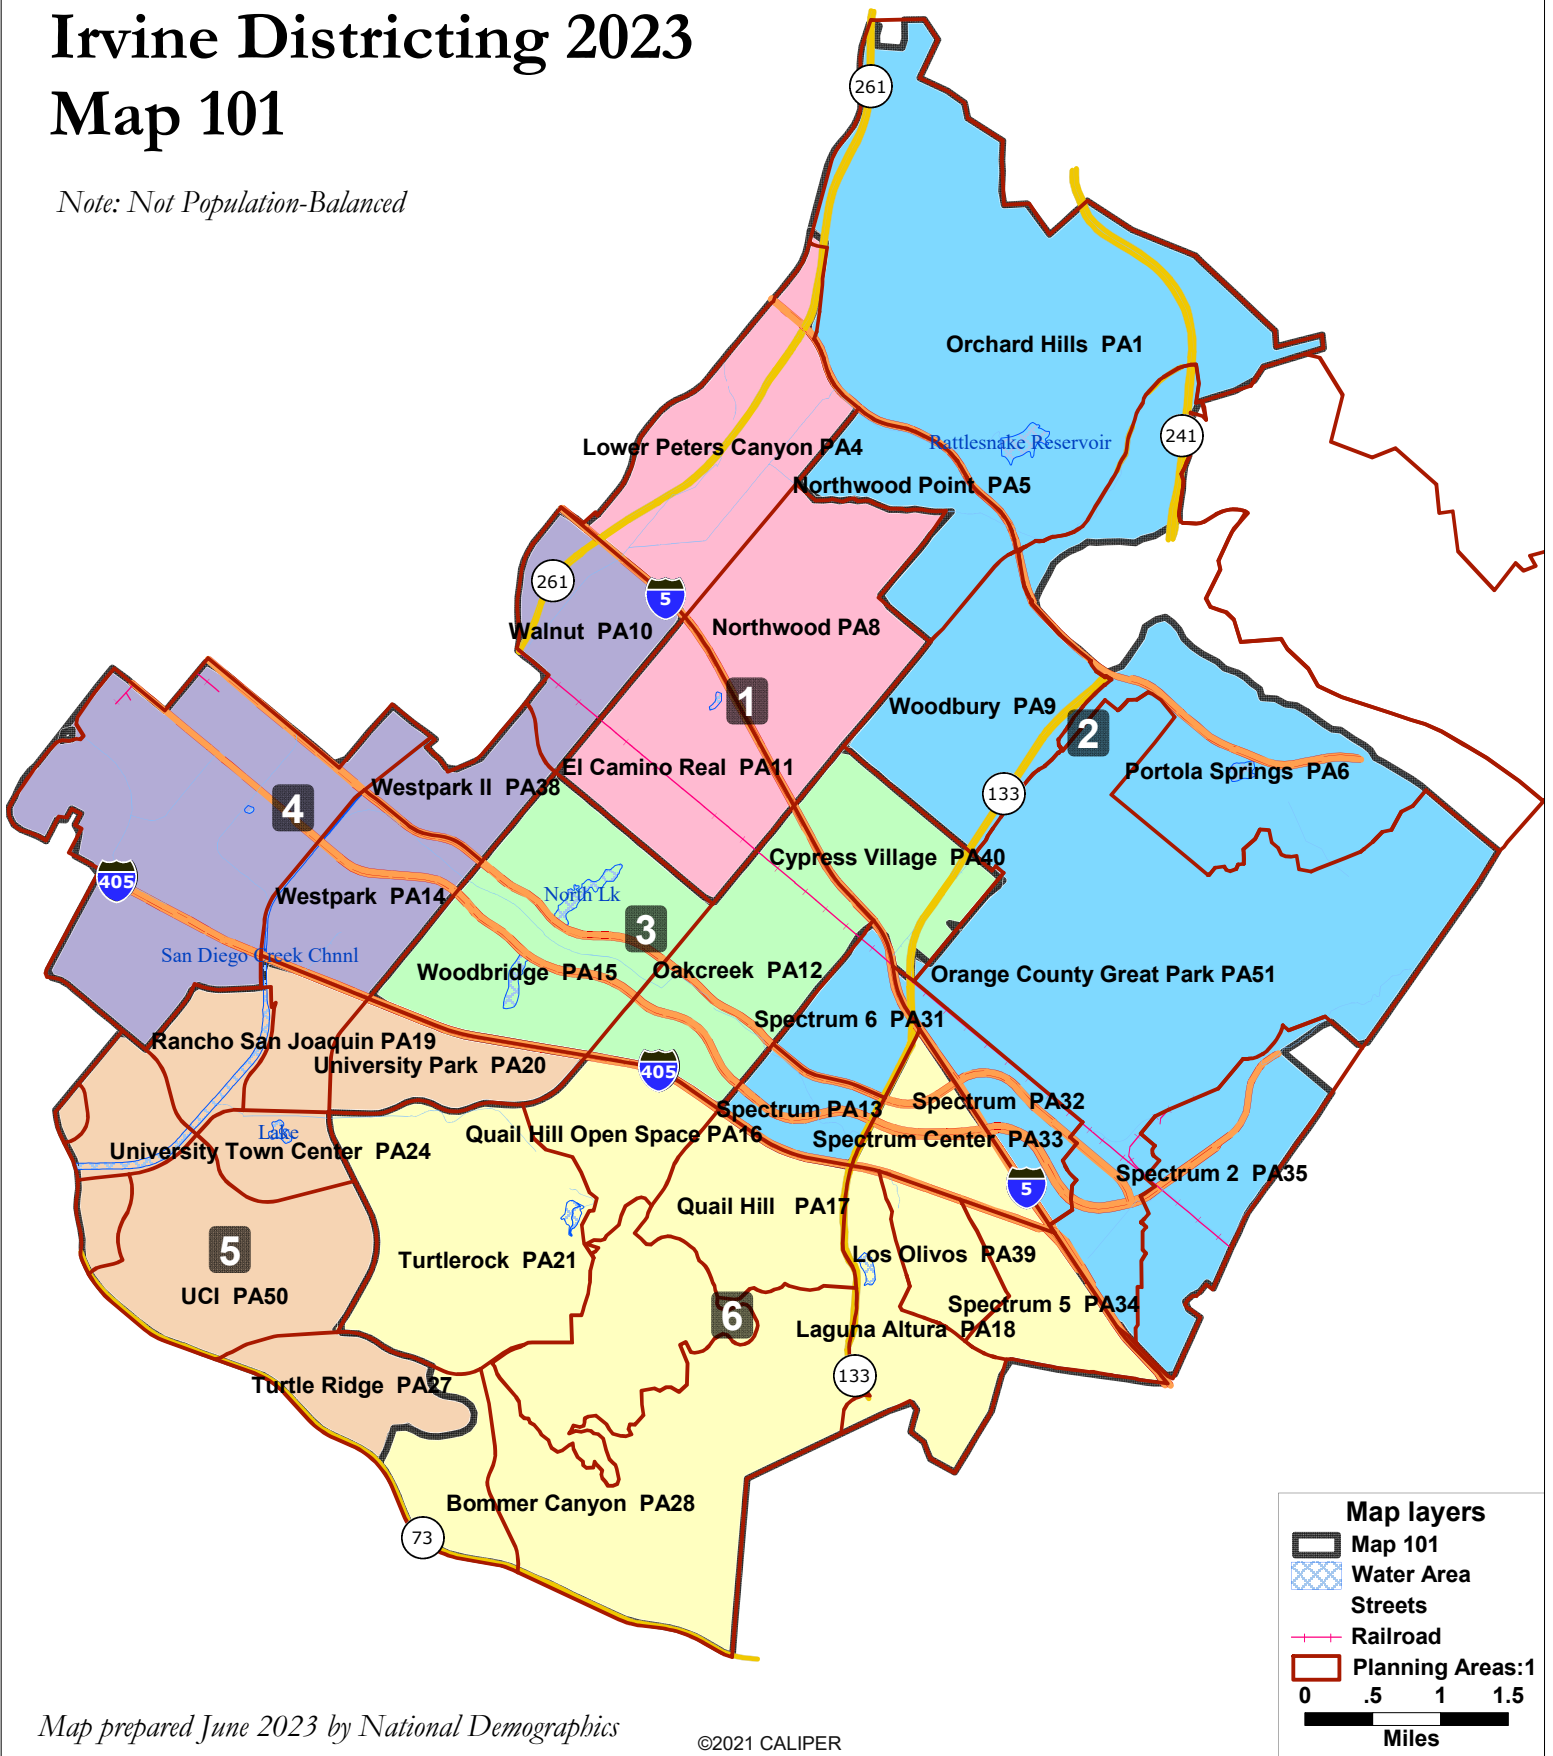 Irvine Districting 2023
Map 101
Note: Not Population-Balanced
261
Orchard Hills  PA1
241
Rattlesnake Reservoir
Lower Peters Canyon PA4
Northwood Point  PA5
261
5
Walnut  PA10
Northwood PA8
1
Woodbury  PA9
2
El Camino Real  PA11
Portola Springs  PA6
Westpark II  PA38
133
4
Cypress Village  PA40
405
Westpark  PA14
North Lk
3
San Diego Creek Chnnl
Woodbridge  PA15
Oakcreek  PA12
Orange County Great Park PA51
Spectrum 6  PA31
Rancho San Joaquin PA19
University Park  PA20
405
Spectrum PA13
Spectrum  PA32
Lake
Quail Hill Open Space PA16
Spectrum Center  PA33
University Town Center  PA24
Spectrum 2  PA35
5
Quail Hill  PA17
5
Turtlerock  PA21
Los Olivos  PA39
UCI  PA50
6
Spectrum 5  PA34
Laguna Altura  PA18
Turtle Ridge  PA27
133
Bommer Canyon  PA28
73
Map layers
Map 101
Water Area
Streets
Railroad
Planning Areas:1
0 .5 1 1.5
Miles
Map prepared June 2023 by National Demographics
©2021 CALIPER